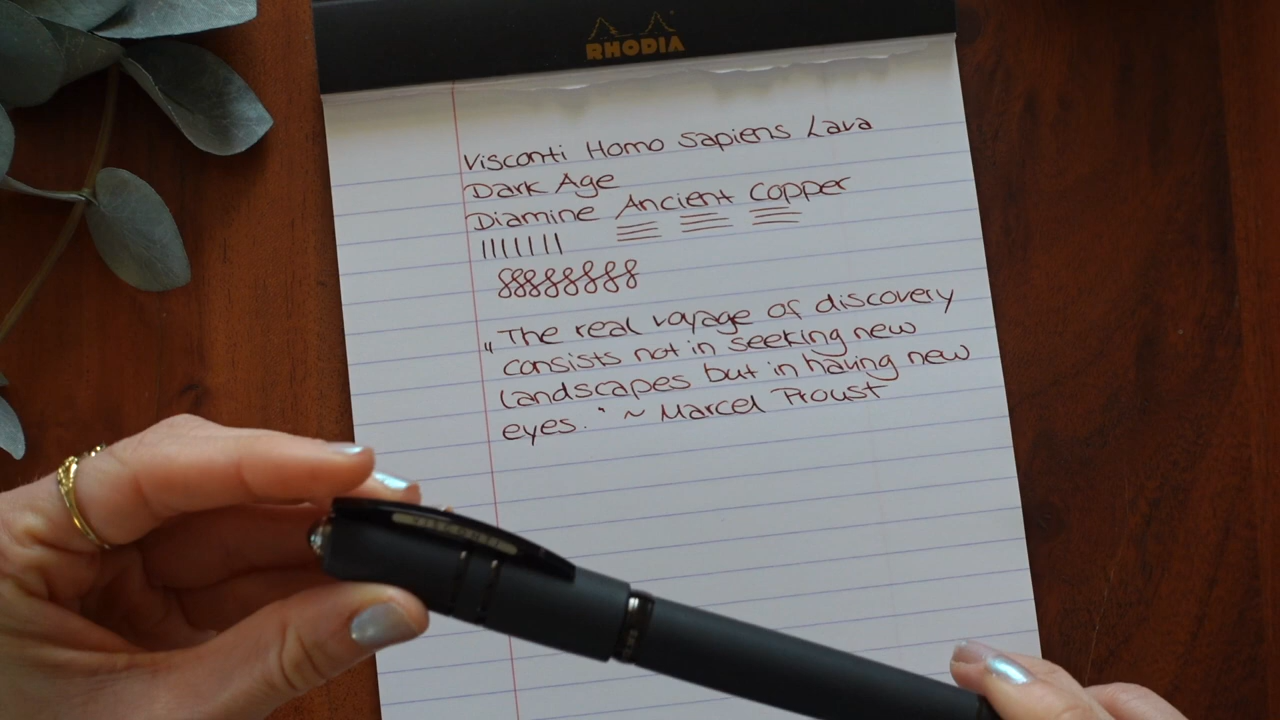 RHODIA
Visconti Homo Sapiens Lava
Dark Age
Diamine Ancient Copper
„The real voyage of discovery
consists not in seeking new
landscapes but in having new
eyes." ~ Marcel Proust